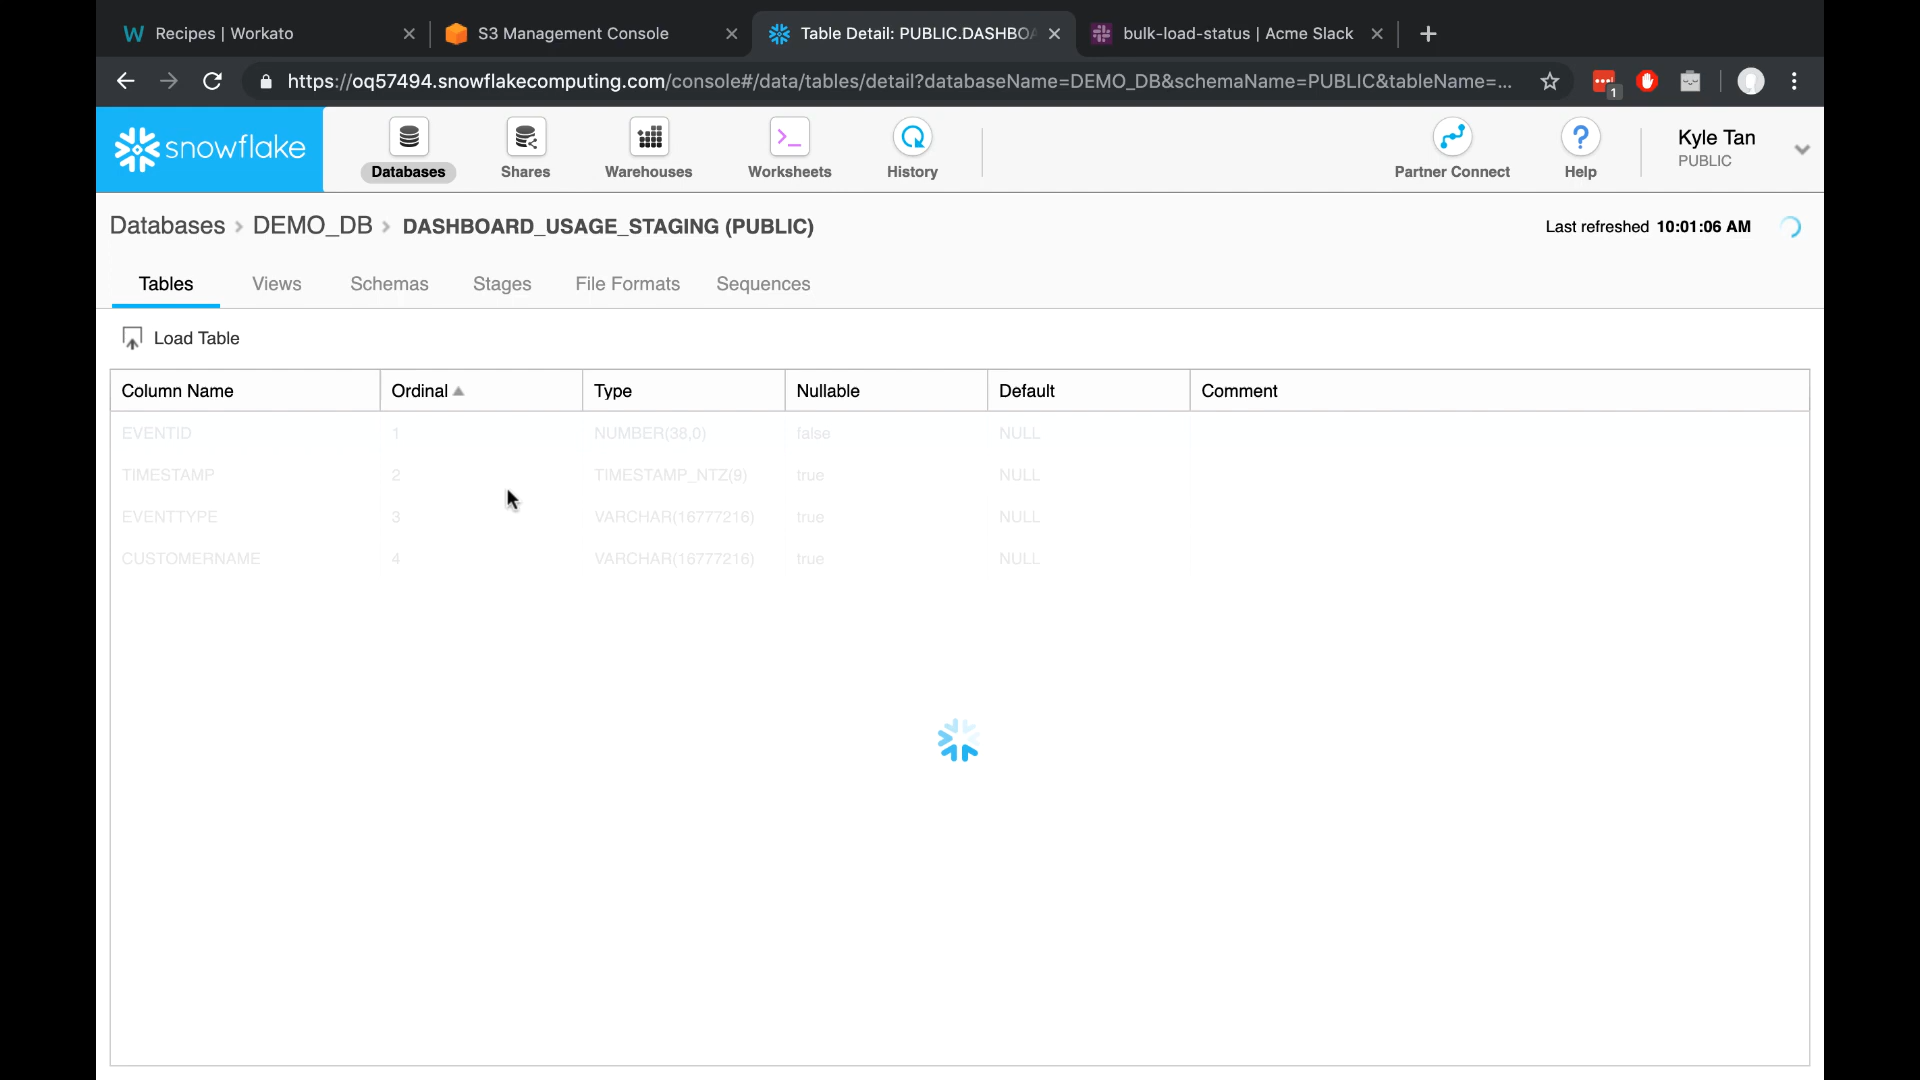 Recipes | Workato
S3 Management Console
Table Detail: PUBLIC.DASHBOA
bulk-load-status | Acme Slack
https://oq57494.snowflakecomputing.com/console#/data/tables/detail?databaseName=DEMO_DB&schemaName=PUBLIC&tableName=...
1
snowflake
Databases
Shares
Warehouses
Worksheets
History
Partner Connect
Help
Kyle Tan
PUBLIC
Databases > DEMO_DB > DASHBOARD_USAGE_STAGING (PUBLIC)
Last refreshed 10:01:06 AM
Tables Views Schemas Stages File Formats Sequences
Load Table
Column Name Ordinal Type Nullable Default Comment
EVENTID 1 NUMBER(38,0) false NULL
TIMESTAMP 2 TIMESTAMP_NTZ(9) true NULL
EVENTTYPE 3 VARCHAR(16777216) true NULL
CUSTOMERNAME 4 VARCHAR(16777216) true NULL